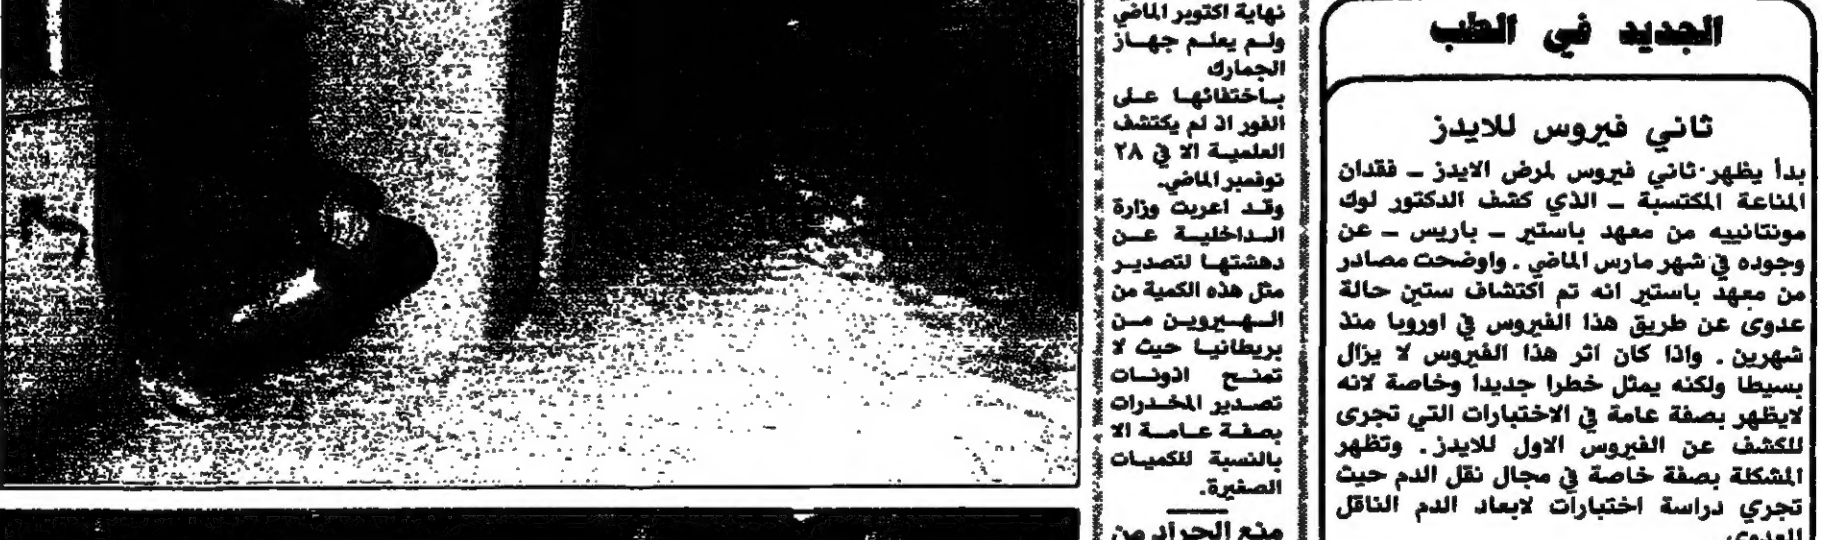 الجديد في الطب
ثاني فيروس للايدز
بدأ يظهر ثاني فيروس لمرض الايدز ــ فقدان
المناعة المكتسبة ــ الذي كشف الدكتور لوك
مونتانييه من معهد باستير ــ باريس ــ عن
وجوده في شهر مارس الماضي . واوضحت مصادر
من معهد باستير انه تم اكتشاف ستين حالة
عدوى عن طريق هذا الفيروس في اوروبا منذ
شهرين . واذا كان اثر هذا الفيروس لا يزال
بسيطا ولكنه يمثل خطرا جديدا وخاصة لانه
لايظهر بصفة عامة في الاختبارات التي تجرى
للكشف عن الفيروس الاول للايدز . وتظهر
المشكلة بصفة خاصة في مجال نقل الدم حيث
تجري دراسة اختبارات لابعاد الدم الناقل
للعدوى
نهاية اكتوبر الماضي
ولم يعلم جهاز
الجمارك
باختفائها على
الفور اذ لم يكتشف
العلمية الا في ٢٨
نوفمبر الماضي.
وقد اعربت وزارة
الداخلية عن
دهشتها لتصدير
مثل هذه الكمية من
الهيروين من
بريطانيا حيث لا
تمنح اذونات
تصدير المخدرات
بصفة عامة الا
بالنسبة للكميات
الصغيرة.
منع الجراد من